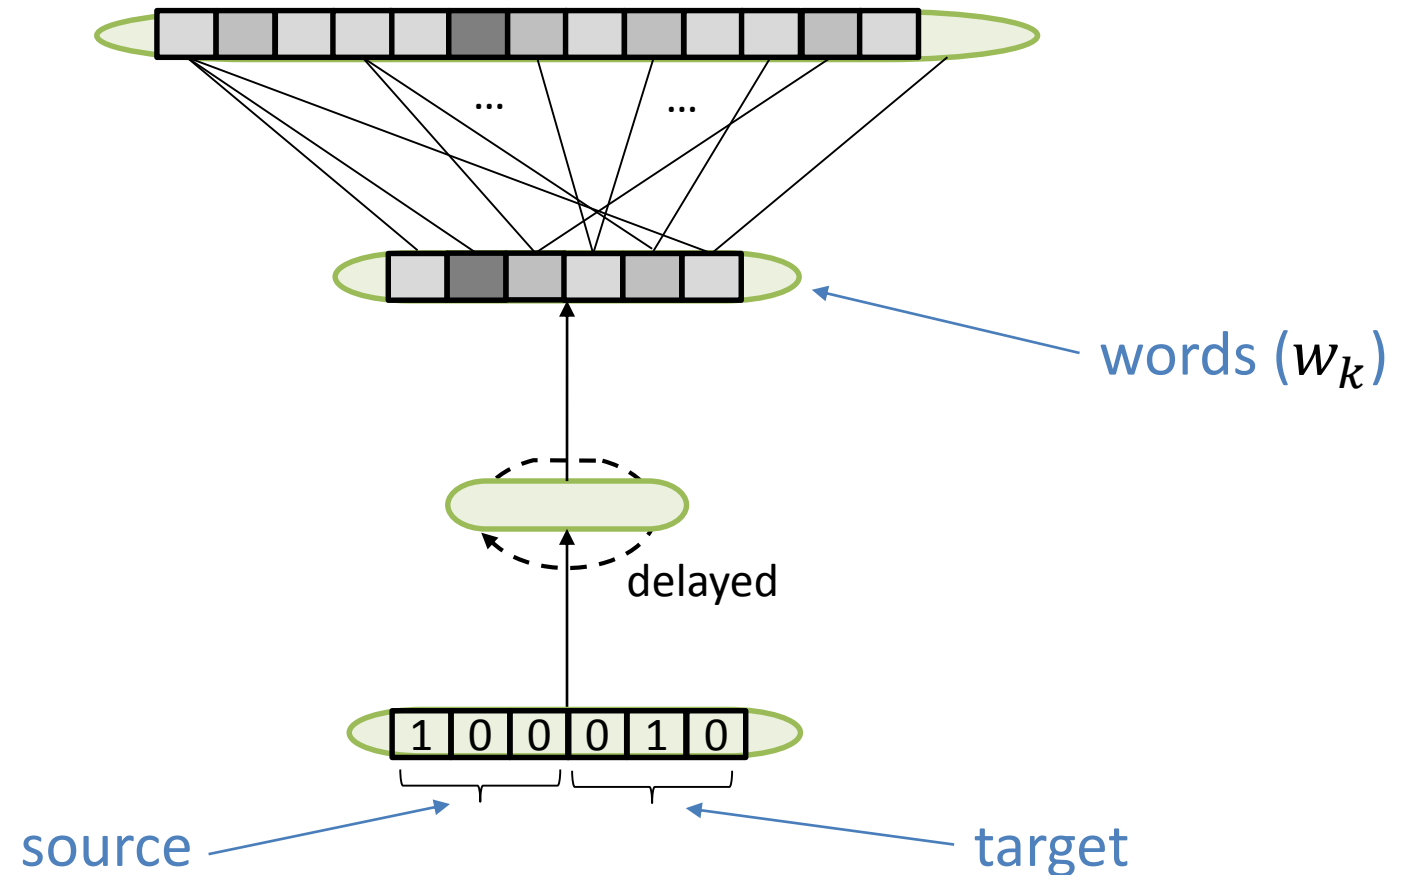 ... ...
words (w_k)
delayed
1 0 0 0 1 0
source target